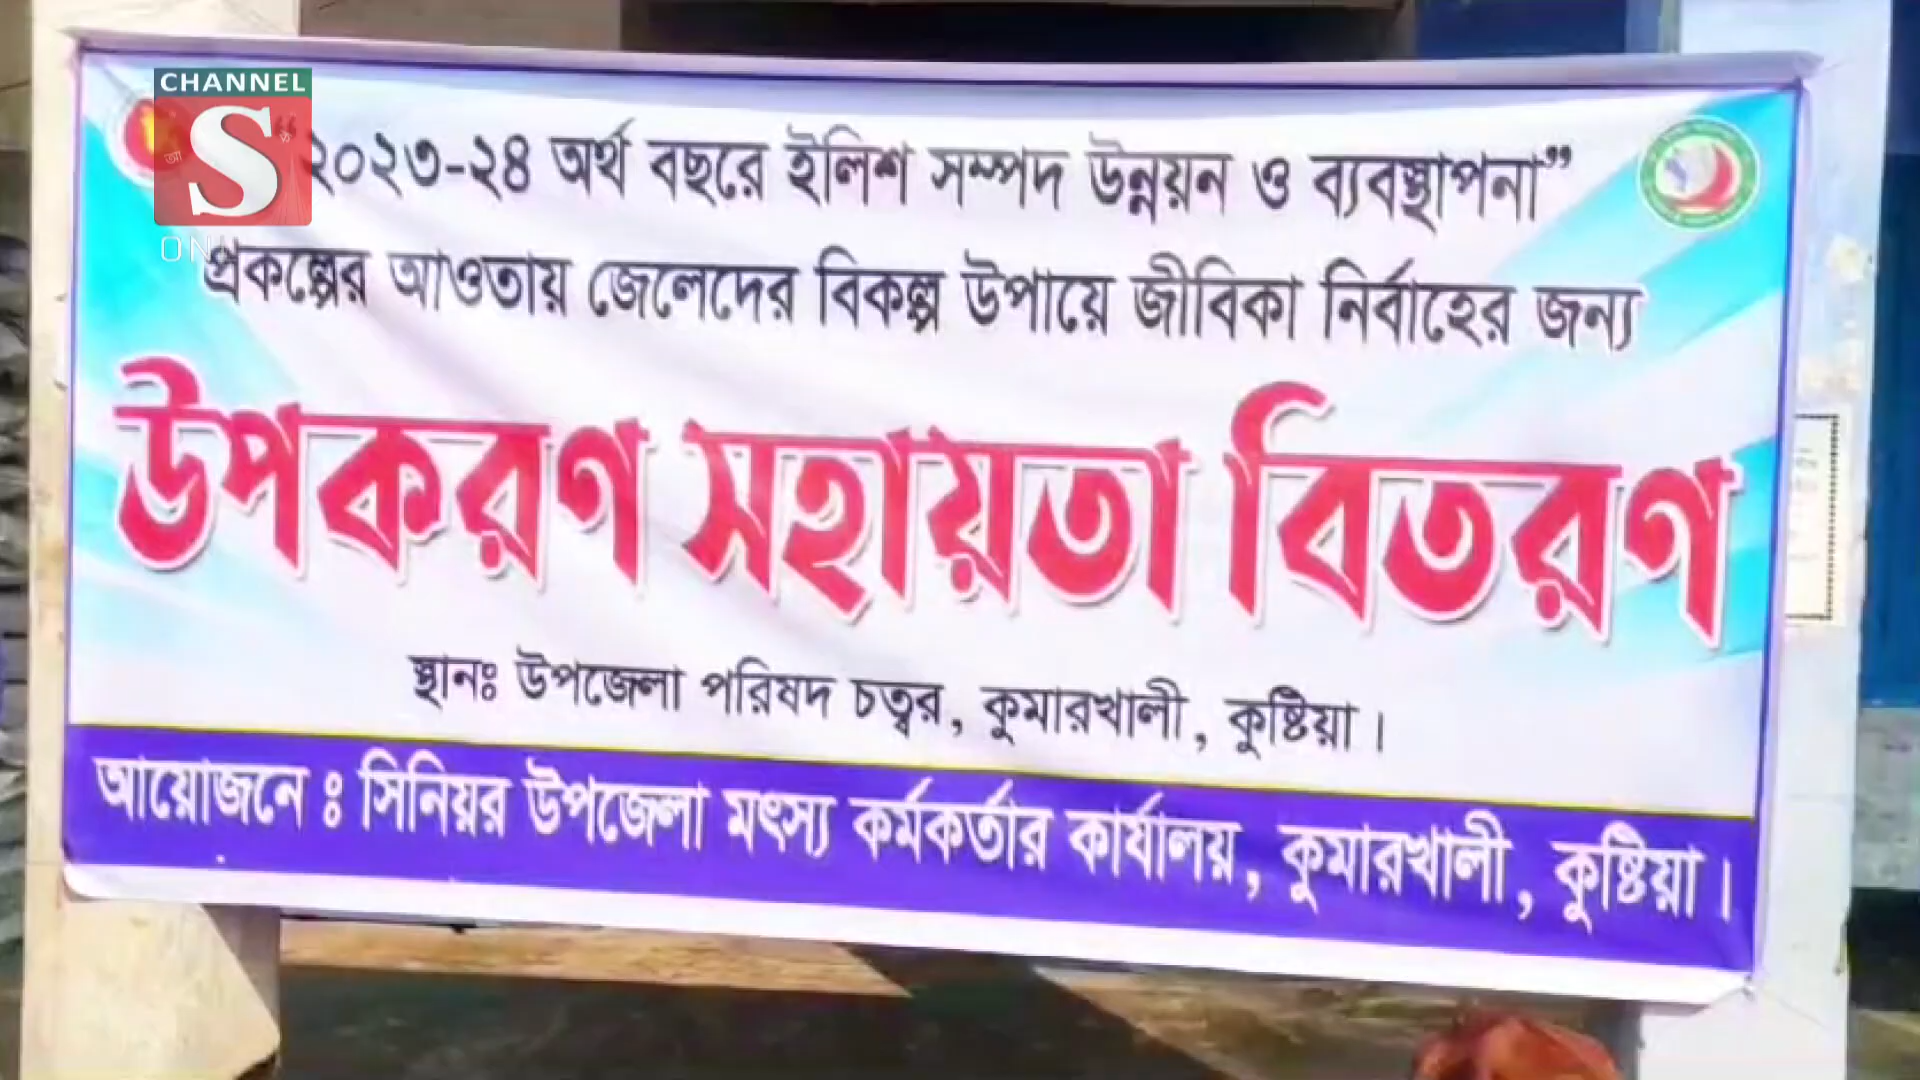 CHANNEL
S
“২০২৩-২৪ অর্থ বছরে ইলিশ সম্পদ উন্নয়ন ও ব্যবস্থাপনা”
প্রকল্পের আওতায় জেলেদের বিকল্প উপায়ে জীবিকা নির্বাহের জন্য
উপকরণ সহায়তা বিতরণ
স্থানঃ উপজেলা পরিষদ চত্বর, কুমারখালী, কুষ্টিয়া।
আয়োজনে ঃ সিনিয়র উপজেলা মৎস্য কর্মকর্তার কার্যালয়, কুমারখালী, কুষ্টিয়া।